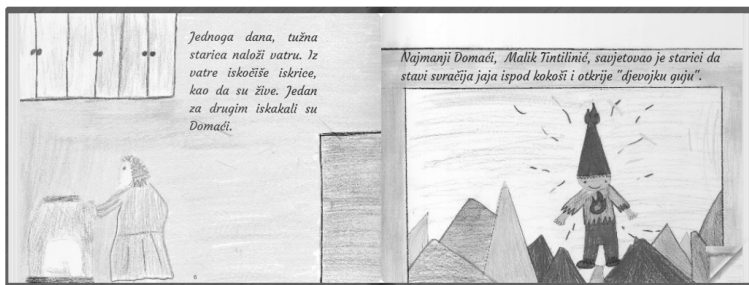 Jednoga dana, tužna
starica naloži vatru. Iz
vatre iskočiše iskrice,
kao da su žive. Jedan
za drugim iskakali su
Domaći.
Najmanji Domaći, Malik Tintilinić, savjetovao je starici da
stavi svračija jaja ispod kokoši i otkrije "djevojku guju".